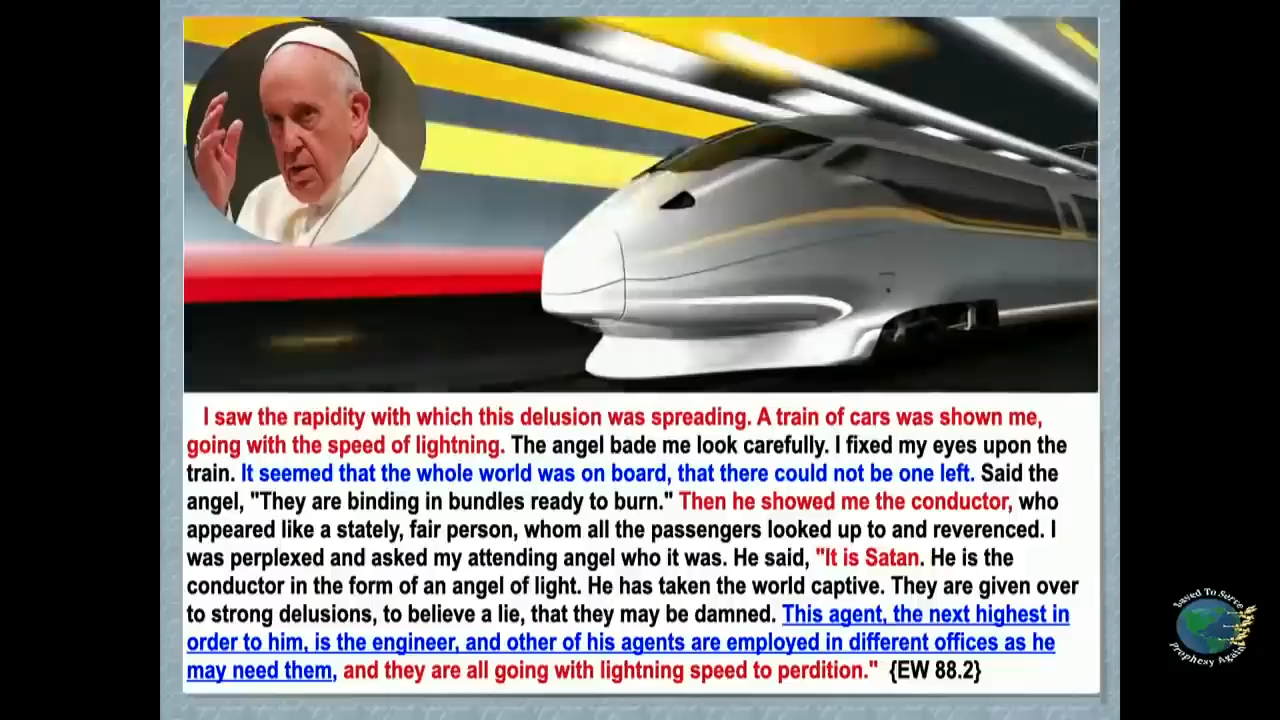 I saw the rapidity with which this delusion was spreading. A train of cars was shown me,
going with the speed of lightning. The angel bade me look carefully. I fixed my eyes upon the
train. It seemed that the whole world was on board, that there could not be one left. Said the
angel, "They are binding in bundles ready to burn." Then he showed me the conductor, who
appeared like a stately, fair person, whom all the passengers looked up to and reverenced. I
was perplexed and asked my attending angel who it was. He said, "It is Satan. He is the
conductor in the form of an angel of light. He has taken the world captive. They are given over
to strong delusions, to believe a lie, that they may be damned. This agent, the next highest in
order to him, is the engineer, and other of his agents are employed in different offices as he
may need them, and they are all going with lightning speed to perdition." {EW 88.2}
Saved To Serve
Prophesy Again